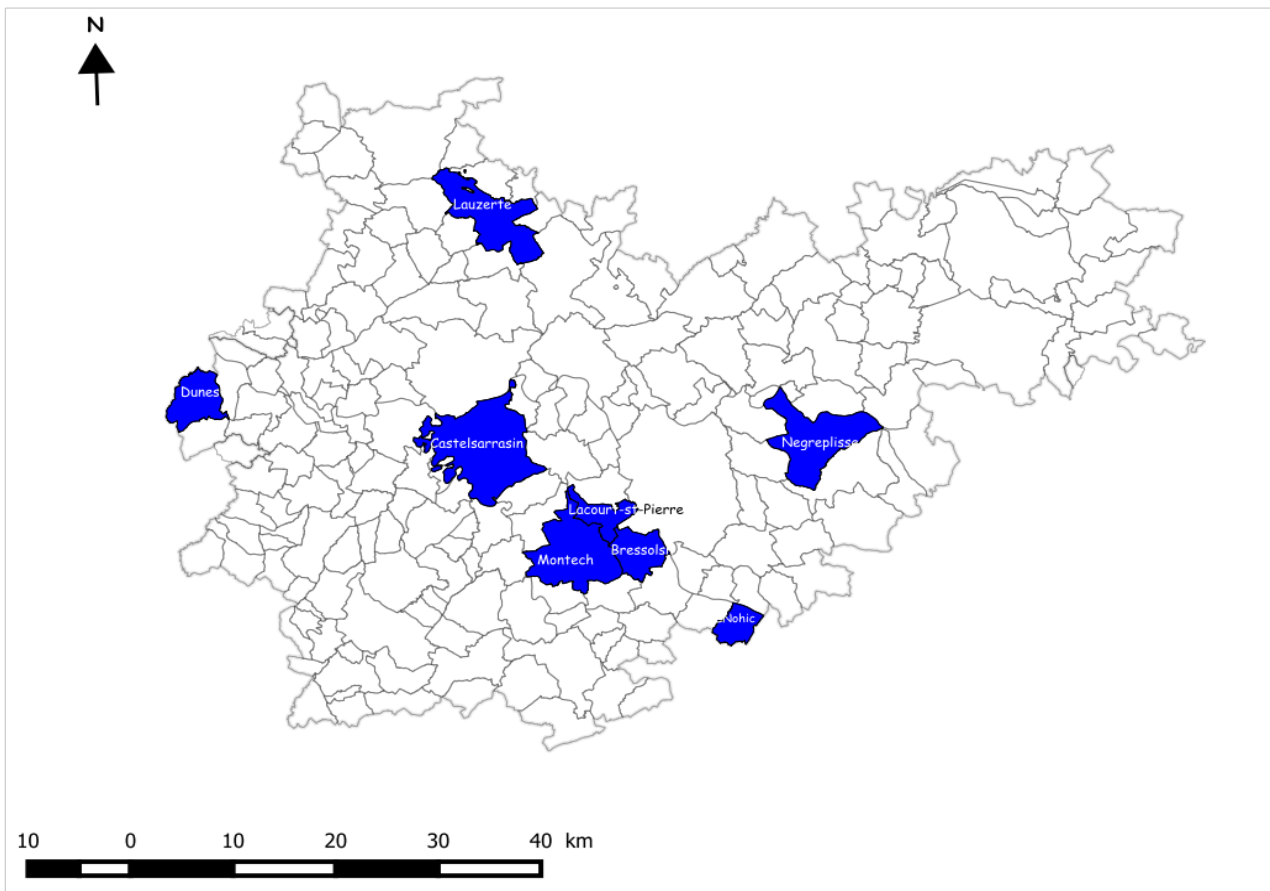 N
Lauzerte
Dunes
Castelsarrasin
Negreplisse
Lacourt-st-Pierre
Bressols
Montech
Nohic
10 0 10 20 30 40 km